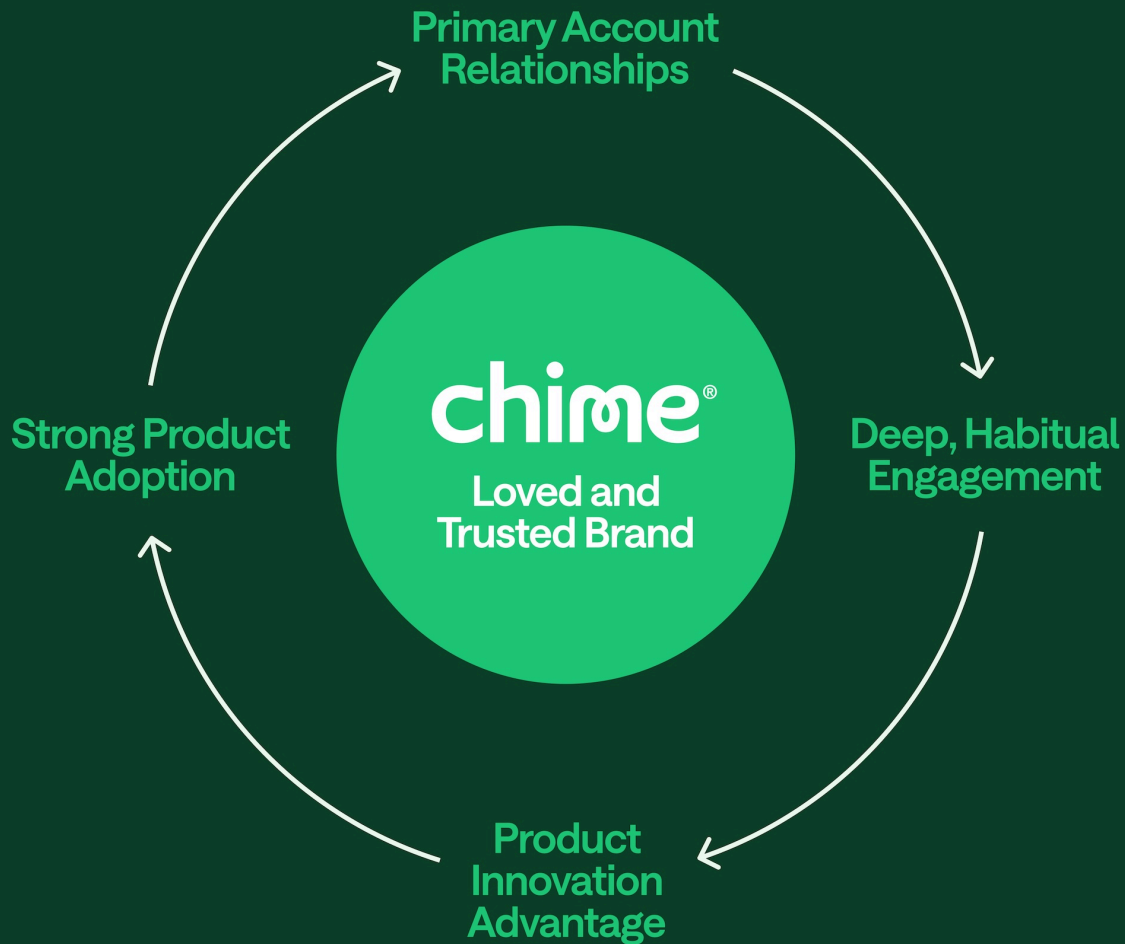 Primary Account
Relationships
Deep, Habitual
Engagement
Product
Innovation
Advantage
Strong Product
Adoption
chime®
Loved and
Trusted Brand